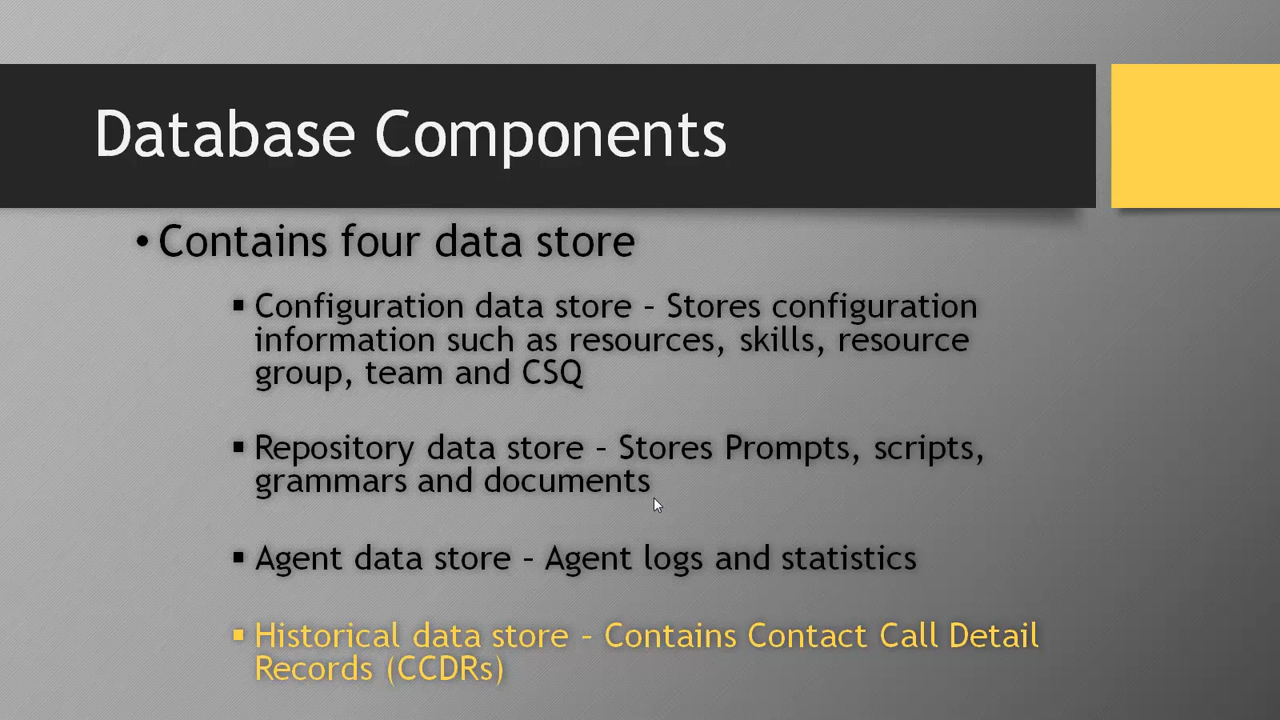 Database Components
• Contains four data store
▪ Configuration data store – Stores configuration
information such as resources, skills, resource
group, team and CSQ
▪ Repository data store – Stores Prompts, scripts,
grammars and documents
▪ Agent data store – Agent logs and statistics
▪ Historical data store – Contains Contact Call Detail
Records (CCDRs)